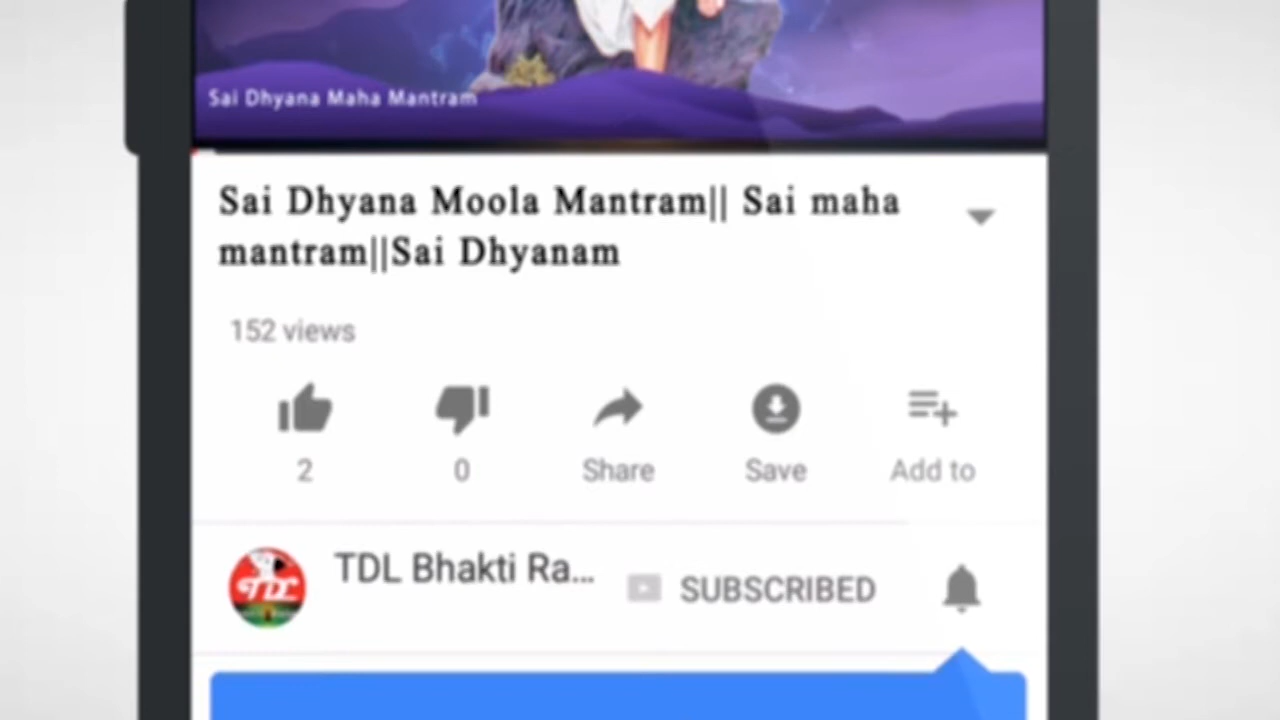 Sai Dhyana Maha Mantram
Sai Dhyana Moola Mantram|| Sai maha
mantram||Sai Dhyanam
152 views
2
0
Share
Save
Add to
TDL
TDL Bhakti Ra...
SUBSCRIBED